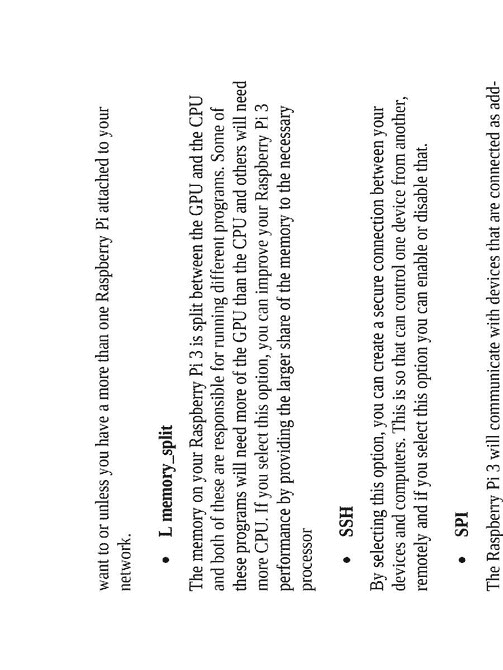 want to or unless you have a more than one Raspberry Pi attached to your
network.
• L memory_split
The memory on your Raspberry Pi 3 is split between the GPU and the CPU
and both of these are responsible for running different programs. Some of
these programs will need more of the GPU than the CPU and others will need
more CPU. If you select this option, you can improve your Raspberry Pi 3
performance by providing the larger share of the memory to the necessary
processor
• SSH
By selecting this option, you can create a secure connection between your
devices and computers. This is so that can control one device from another,
remotely and if you select this option you can enable or disable that.
• SPI
The Raspberry Pi 3 will communicate with devices that are connected as add-